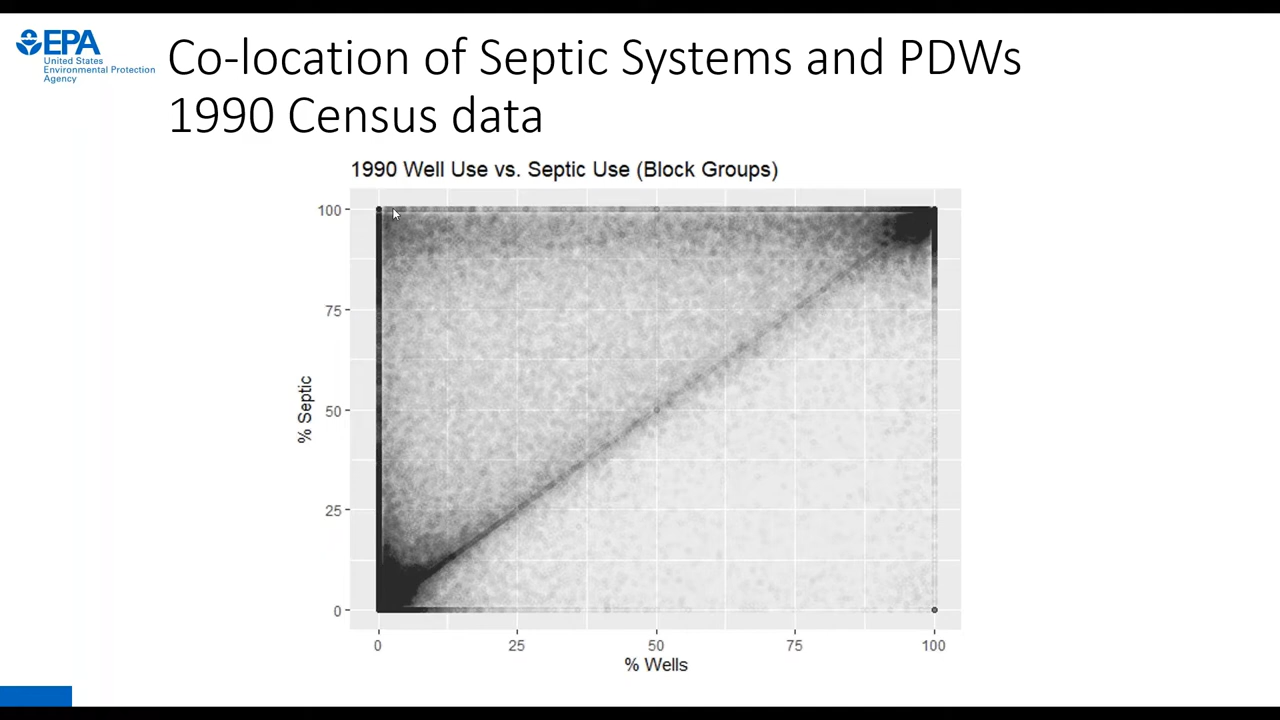 EPA
United States
Environmental Protection
Agency
Co-location of Septic Systems and PDWs
1990 Census data
1990 Well Use vs. Septic Use (Block Groups)
100
75
50
25
0
% Septic
0
25
50
75
100
% Wells